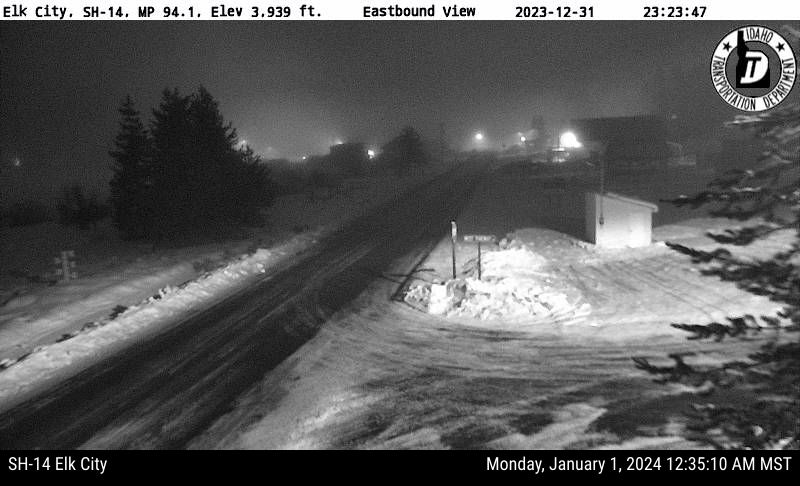 Elk City, SH-14, MP 94.1, Elev 3,939 ft. Eastbound View 2023-12-31 23:23:47
IDAHO
TRANSPORTATION DEPARTMENT
SH-14 Elk City Monday, January 1, 2024 12:35:10 AM MST